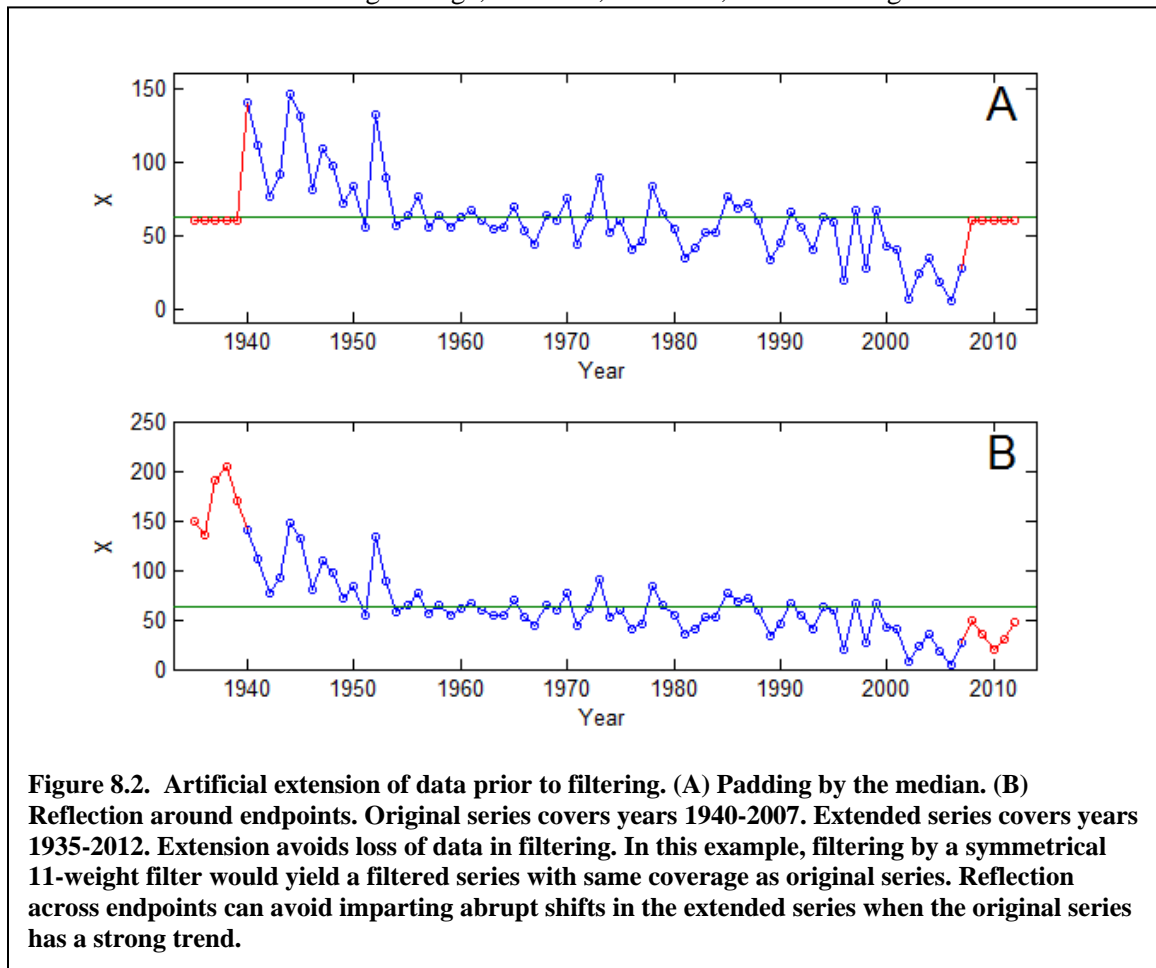 150
A
100
X
50
0
1940 1950 1960 1970 1980 1990 2000 2010
Year
250
B
200
150
X
100
50
0
1940 1950 1960 1970 1980 1990 2000 2010
Year
Figure 8.2. Artificial extension of data prior to filtering. (A) Padding by the median. (B)
Reflection around endpoints. Original series covers years 1940-2007. Extended series covers years
1935-2012. Extension avoids loss of data in filtering. In this example, filtering by a symmetrical
11-weight filter would yield a filtered series with same coverage as original series. Reflection
across endpoints can avoid imparting abrupt shifts in the extended series when the original series
has a strong trend.